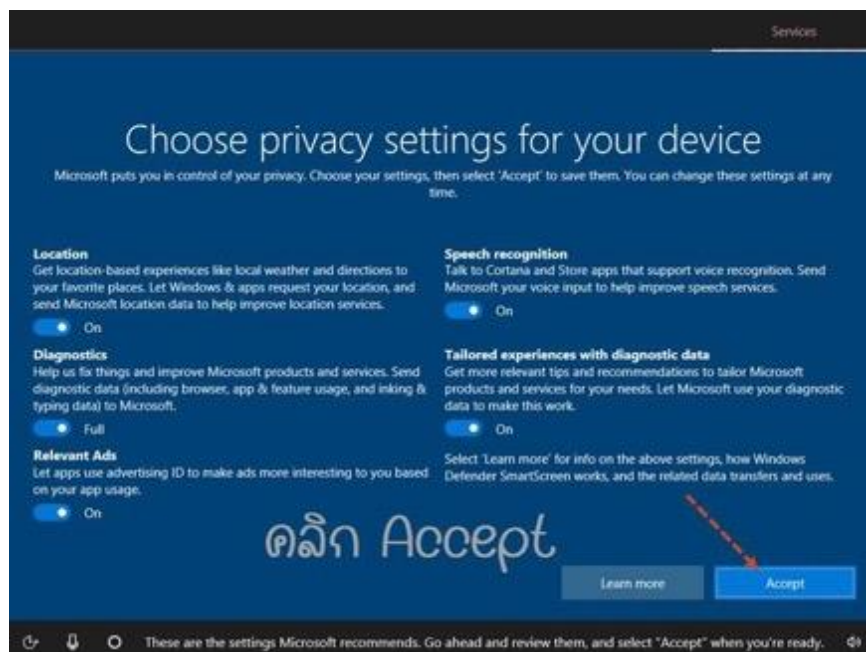 Services
Choose privacy settings for your device
Microsoft puts you in control of your privacy. Choose your settings, then select 'Accept' to save them. You can change these settings at any
time.
Location
Get location-based experiences like local weather and directions to
your favorite places. Let Windows & apps request your location, and
send Microsoft location data to help improve location services.
On
Diagnostics
Help us fix things and improve Microsoft products and services. Send
diagnostic data (including browser, app & feature usage, and inking &
typing data) to Microsoft.
Full
Relevant Ads
Let apps use advertising ID to make ads more interesting to you based
on your app usage.
On
Speech recognition
Talk to Cortana and Store apps that support voice recognition. Send
Microsoft your voice input to help improve speech services.
On
Tailored experiences with diagnostic data
Get more relevant tips and recommendations to tailor Microsoft
products and services for your needs. Let Microsoft use your diagnostic
data to make this work.
On
Select 'Learn more' for info on the above settings, how Windows
Defender SmartScreen works, and the related data transfers and uses.
คลิก Accept
Learn more
Accept
These are the settings Microsoft recommends. Go ahead and review them, and select "Accept" when you're ready.